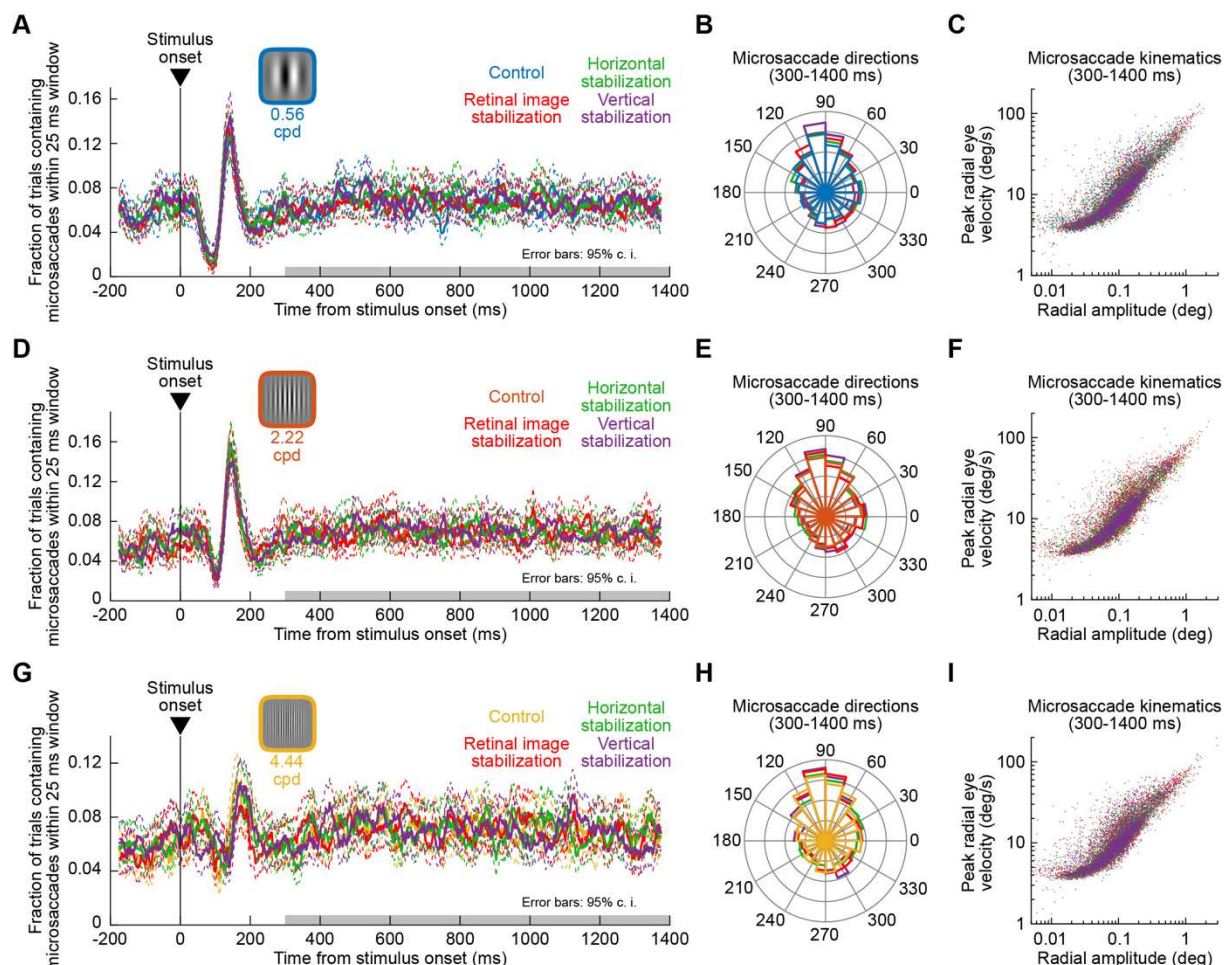 A
Stimulus
onset
0.56
cpd
Control
Horizontal
stabilization
Retinal image
stabilization
Vertical
stabilization
Fraction of trials containing
microsaccades within 25 ms window
0.16
0.12
0.08
0.04
0
Error bars: 95% c. i.
-200 0 200 400 600 800 1000 1200 1400
Time from stimulus onset (ms)
B
Microsaccade directions
(300-1400 ms)
90
120 60
150 30
180 0
210 330
240 300
270
C
Microsaccade kinematics
(300-1400 ms)
Peak radial eye
velocity (deg/s)
100
10
1
0.01 0.1 1
Radial amplitude (deg)
D
Stimulus
onset
2.22
cpd
Control
Horizontal
stabilization
Retinal image
stabilization
Vertical
stabilization
Fraction of trials containing
microsaccades within 25 ms window
0.16
0.12
0.08
0.04
0
Error bars: 95% c. i.
-200 0 200 400 600 800 1000 1200 1400
Time from stimulus onset (ms)
E
Microsaccade directions
(300-1400 ms)
90
120 60
150 30
180 0
210 330
240 300
270
F
Microsaccade kinematics
(300-1400 ms)
Peak radial eye
velocity (deg/s)
100
10
1
0.01 0.1 1
Radial amplitude (deg)
G
Stimulus
onset
4.44
cpd
Control
Horizontal
stabilization
Retinal image
stabilization
Vertical
stabilization
Fraction of trials containing
microsaccades within 25 ms window
0.12
0.08
0.04
0
Error bars: 95% c. i.
-200 0 200 400 600 800 1000 1200 1400
Time from stimulus onset (ms)
H
Microsaccade directions
(300-1400 ms)
90
120 60
150 30
180 0
210 330
240 300
270
I
Microsaccade kinematics
(300-1400 ms)
Peak radial eye
velocity (deg/s)
100
10
1
0.01 0.1 1
Radial amplitude (deg)